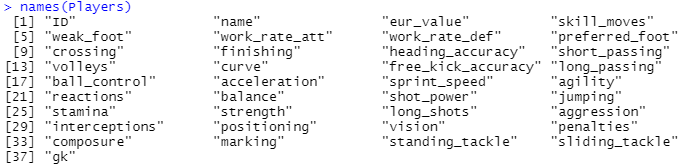 > names(Players)
[1] "ID" "name" "eur_value" "skill_moves"
[5] "weak_foot" "work_rate_att" "work_rate_def" "preferred_foot"
[9] "crossing" "finishing" "heading_accuracy" "short_passing"
[13] "volleys" "curve" "free_kick_accuracy" "long_passing"
[17] "ball_control" "acceleration" "sprint_speed" "agility"
[21] "reactions" "balance" "shot_power" "jumping"
[25] "stamina" "strength" "long_shots" "aggression"
[29] "interceptions" "positioning" "vision" "penalties"
[33] "composure" "marking" "standing_tackle" "sliding_tackle"
[37] "gk"